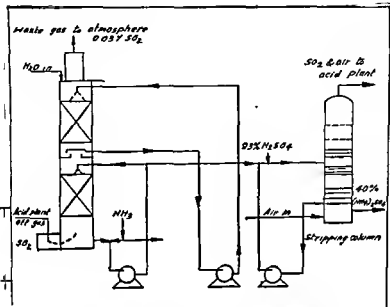 Waste gas to atmosphere
0.03% SO2
H2O in
SO2 & air to
acid plant
93% H2SO4
Acid plant
off gas
SO2
NH3
Air in
40%
(NH4)2SO4
Stripping column